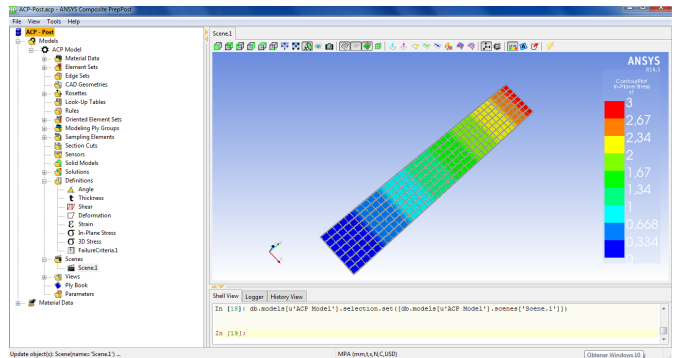 ACP-Post.acp - ANSYS Composite PrepPost
File View Tools Help
ACP - Post
Models
ACP Model
Material Data
Element Sets
Edge Sets
CAD Geometries
Rosettes
Look-Up Tables
Rules
Oriented Element Sets
Modeling Ply Groups
Sampling Elements
Section Cuts
Sensors
Solid Models
Solutions
Definitions
Angle
Thickness
Shear
Deformation
Strain
In-Plane Stress
3D Stress
FailureCriteria.1
Scenes
Scene.1
Views
Ply Book
Parameters
Material Data
Scene.1
ANSYS
R14.5
ContourPlot
In-Plane Stress
s1
3
2,67
2,34
2
1,67
1,34
1
0,668
0,334
0
Shell View Logger History View
In [18]: db.models[u'ACP Model'].selection.set([db.models[u'ACP Model'].scenes['Scene.1']])
In [19]:
Update object(s): Scene(name='Scene.1') ...
MPA (mm,t,s,N,C,USD)
Obtener Windows 10